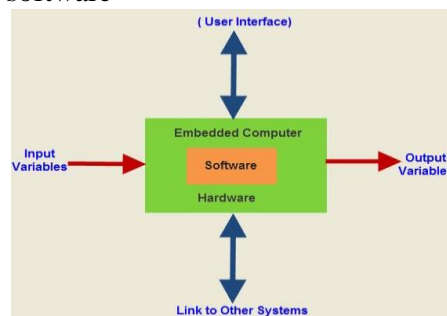 ( User Interface)
Embedded Computer
Input
Variables
Software
Output
Variable
Hardware
Link to Other Systems